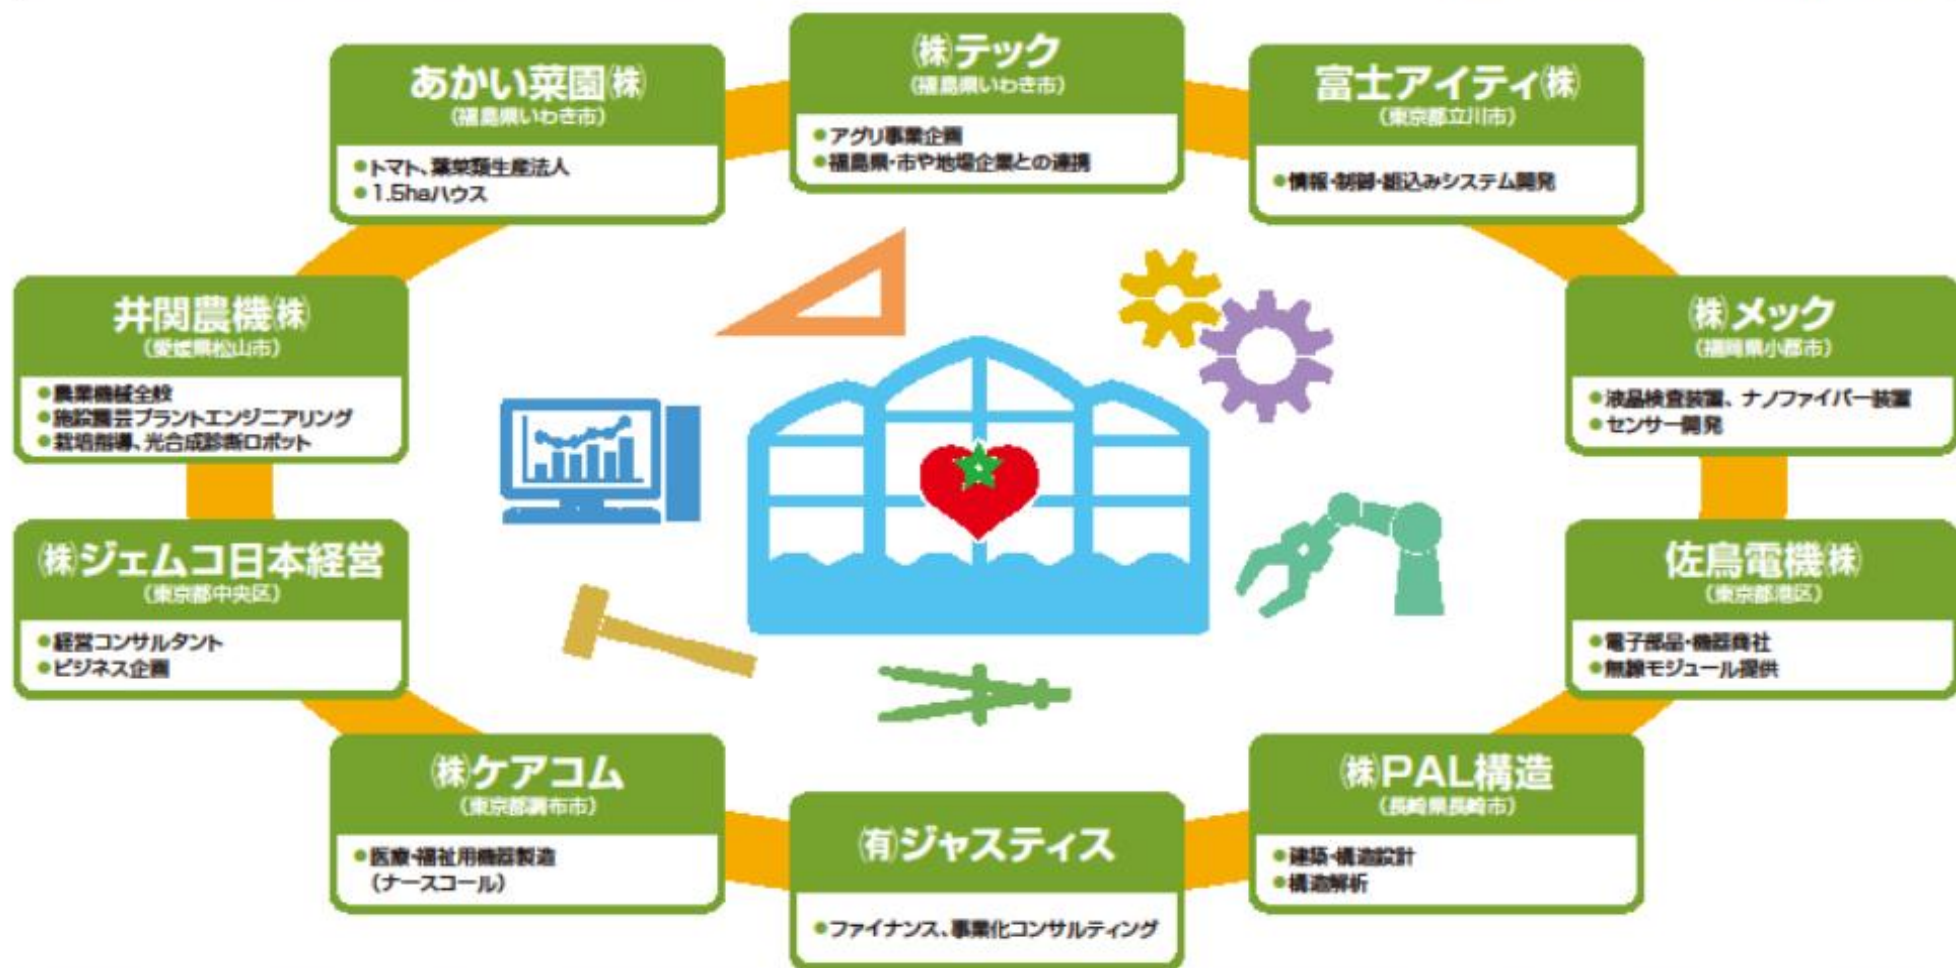 ㈱テック
(福島県いわき市)
●アグリ事業企画
●福島県・市や地場企業との連携
富士アイティ㈱
(東京都立川市)
●情報・制御・組込みシステム開発
㈱メック
(福岡県小郡市)
●液晶検査装置、ナノファイバー装置
●センサー開発
佐鳥電機㈱
(東京都港区)
●電子部品・機器商社
●無線モジュール提供
㈱PAL構造
(長崎県長崎市)
●建築・構造設計
●構造解析
㈲ジャスティス
●ファイナンス、事業化コンサルティング
㈱ケアコム
(東京都調布市)
●医療・福祉用機器製造
(ナースコール)
㈱ジェムコ日本経営
(東京都中央区)
●経営コンサルタント
●ビジネス企画
井関農機㈱
(愛媛県松山市)
●農業機械全般
●施設園芸プラントエンジニアリング
●栽培指導、光合成診断ロボット
あかい菜園㈱
(福島県いわき市)
●トマト、葉菜類生産法人
●1.5haハウス